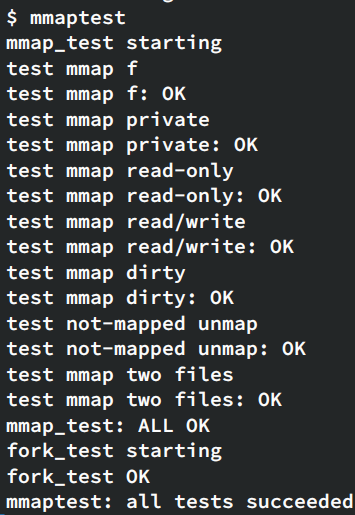 $ mmaptest
mmap_test starting
test mmap f
test mmap f: OK
test mmap private
test mmap private: OK
test mmap read-only
test mmap read-only: OK
test mmap read/write
test mmap read/write: OK
test mmap dirty
test mmap dirty: OK
test not-mapped unmap
test not-mapped unmap: OK
test mmap two files
test mmap two files: OK
mmap_test: ALL OK
fork_test starting
fork_test OK
mmaptest: all tests succeeded